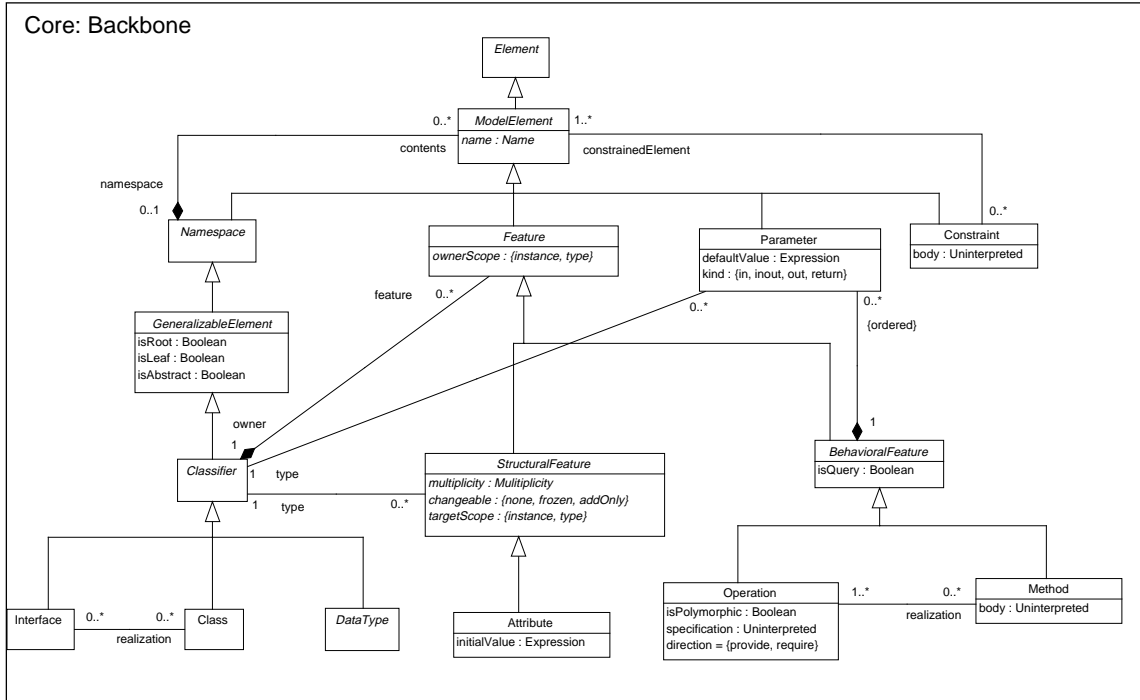 Core: Backbone
Element
0..*
ModelElement
1..*
name : Name
contents
constrainedElement
namespace
0..1
0..*
Namespace
Feature
Parameter
Constraint
ownerScope : {instance, type}
defaultValue : Expression
body : Uninterpreted
kind : {in, inout, out, return}
feature
0..*
0..*
0..*
GeneralizableElement
{ordered}
isRoot : Boolean
isLeaf : Boolean
isAbstract : Boolean
owner
1
1
Classifier
StructuralFeature
BehavioralFeature
1
type
multiplicity : Mulitiplicity
isQuery : Boolean
1
type
0..*
changeable : {none, frozen, addOnly}
targetScope : {instance, type}
Interface
0..*
0..*
Class
DataType
Attribute
Operation
1..*
0..*
Method
realization
initialValue : Expression
isPolymorphic : Boolean
realization
body : Uninterpreted
specification : Uninterpreted
direction = {provide, require}